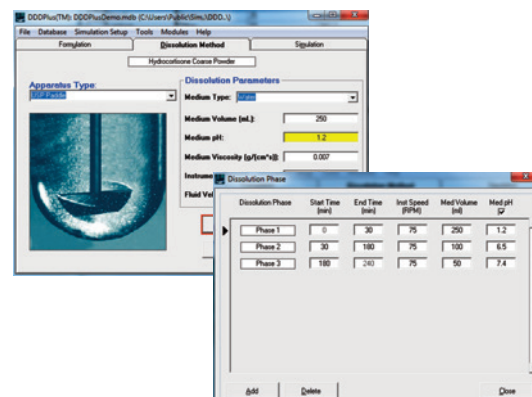 DDDPlus(TM): DDDPlusDemo.mdb (C:\Users\Public\Sim..\DDD..\)
File Database Simulation Setup Tools Modules Help
Formulation Dissolution Method Simulation
Hydrocortisone Coarse Powder
Apparatus Type:
USP Paddle
Dissolution Parameters
Medium Type:
Medium Volume (mL): 250
Medium pH: 1.2
Medium Viscosity (g/(cm*s)): 0.007
Instrume
Fluid Vel
Dissolution Phase
Dissolution Phase Start Time (min) End Time (min) Inst Speed (RPM) Med Volume (ml) Med pH
Phase 1 0 30 75 250 1.2
Phase 2 30 180 75 100 6.5
Phase 3 180 240 75 50 7.4
Add Delete Close